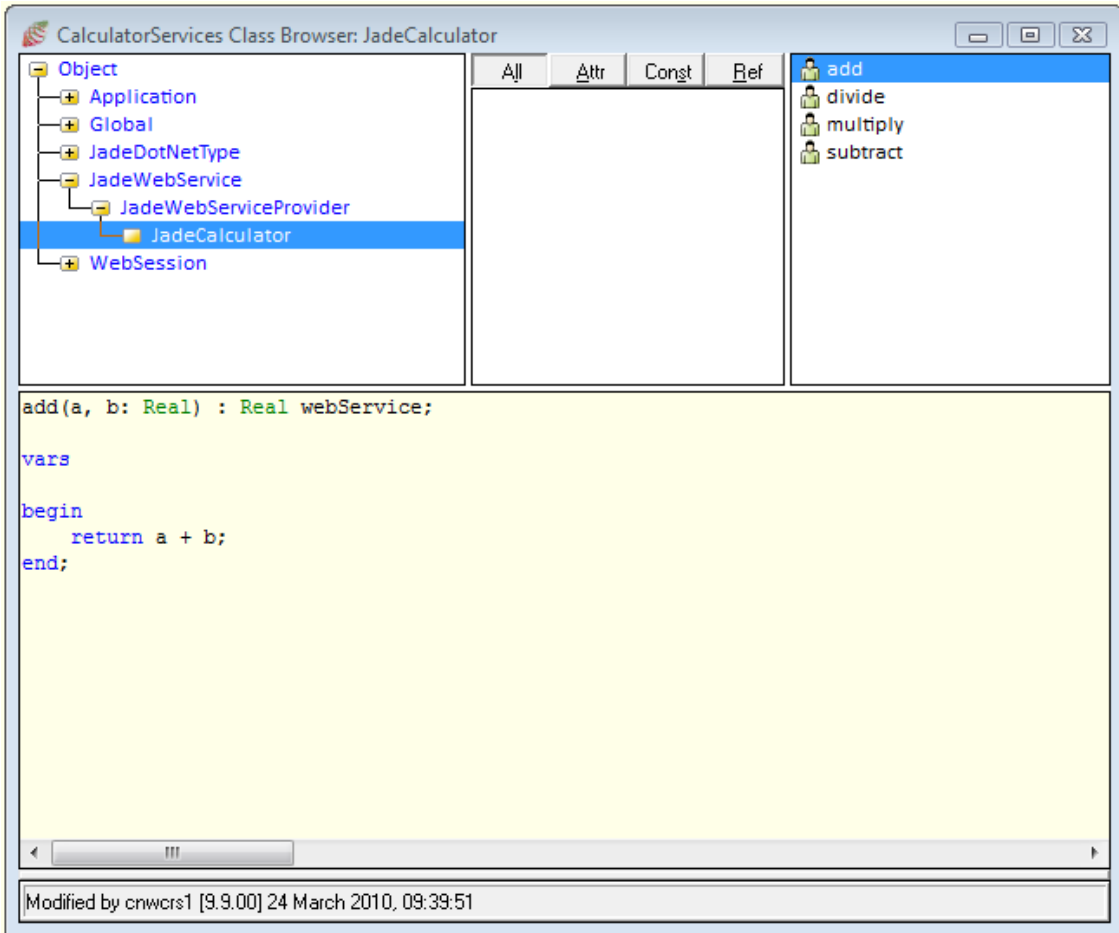 CalculatorServices Class Browser: JadeCalculator
Object
Application
Global
JadeDotNetType
JadeWebService
JadeWebServiceProvider
JadeCalculator
WebSession
All Attr Const Ref
add
divide
multiply
subtract
add(a, b: Real) : Real webService;
vars
begin
return a + b;
end;
Modified by cnwcrs1 [9.9.00] 24 March 2010, 09:39:51